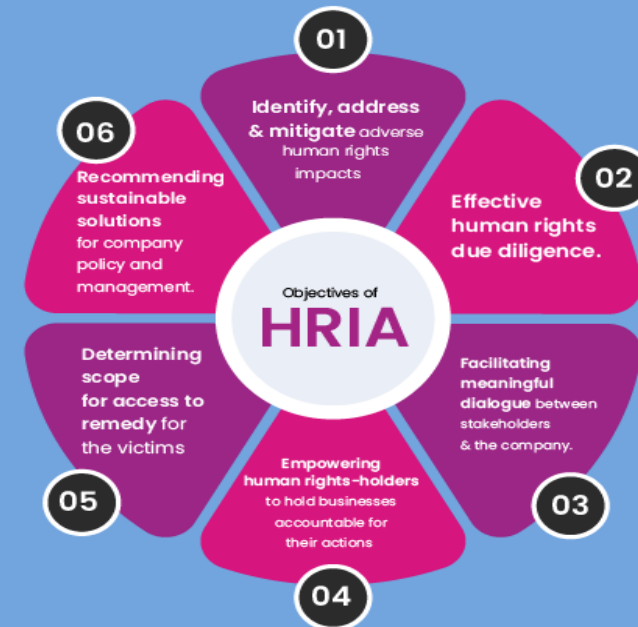 Objectives of
HRIA
01
Identify, address
& mitigate adverse
human rights
impacts
02
Effective
human rights
due diligence.
03
Facilitating
meaningful
dialogue between
stakeholders
& the company.
04
Empowering
human rights-holders
to hold businesses
accountable for
their actions
05
Determining
scope
for access to
remedy for
the victims
06
Recommending
sustainable
solutions
for company
policy and
management.